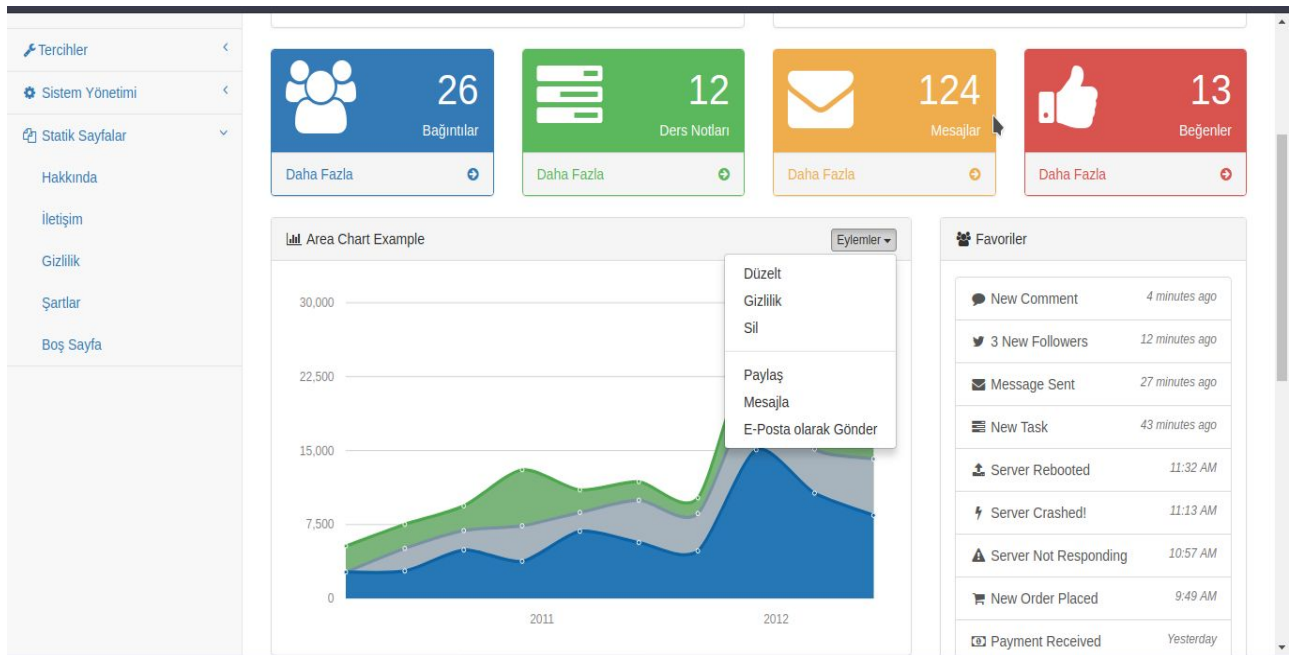 Tercihler
Sistem Yönetimi
Statik Sayfalar
Hakkında
İletişim
Gizlilik
Şartlar
Boş Sayfa
26
Bağıntılar
Daha Fazla
12
Ders Notları
Daha Fazla
124
Mesajlar
Daha Fazla
13
Beğenler
Daha Fazla
Area Chart Example
Eylemler
Düzelt
Gizlilik
Sil
Paylaş
Mesajla
E-Posta olarak Gönder
30,000
22,500
15,000
7,500
0
2011
2012
Favoriler
New Comment 4 minutes ago
3 New Followers 12 minutes ago
Message Sent 27 minutes ago
New Task 43 minutes ago
Server Rebooted 11:32 AM
Server Crashed! 11:13 AM
Server Not Responding 10:57 AM
New Order Placed 9:49 AM
Payment Received Yesterday